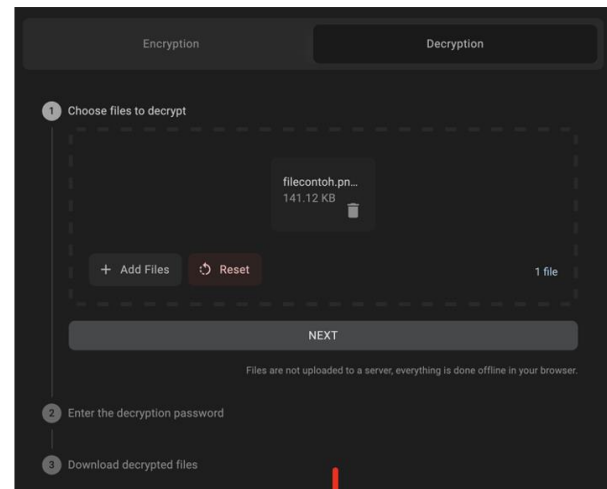 Encryption
Decryption
1 Choose files to decrypt
filecontoh.pn...
141.12 KB
+ Add Files
Reset
1 file
NEXT
Files are not uploaded to a server, everything is done offline in your browser.
2 Enter the decryption password
3 Download decrypted files